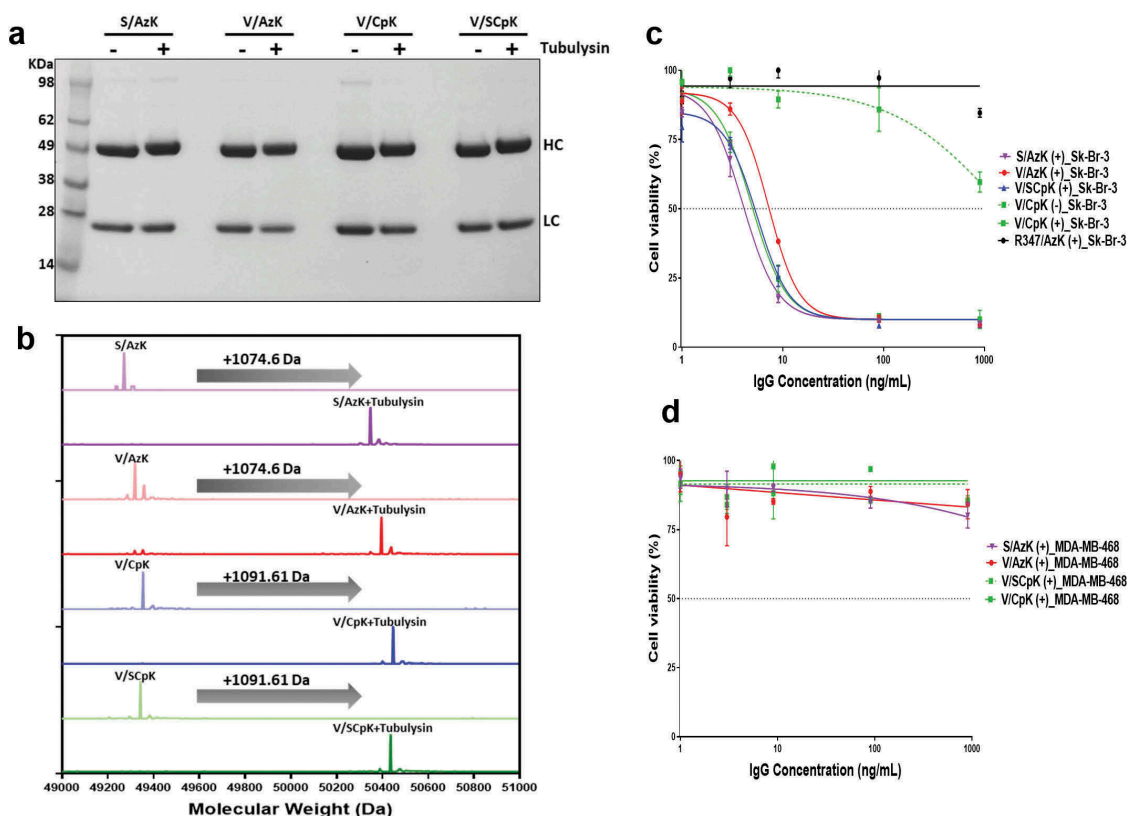 a
S/AzK V/AzK V/CpK V/SCpK
- + - + - + - + Tubulysin
KDa
98
62
49
38
28
14
HC
LC
b
S/AzK
+1074.6 Da
S/AzK+Tubulysin
V/AzK
+1074.6 Da
V/AzK+Tubulysin
V/CpK
+1091.61 Da
V/CpK+Tubulysin
V/SCpK
+1091.61 Da
V/SCpK+Tubulysin
49000 49200 49400 49600 49800 50000 50200 50400 50600 50800 51000
Molecular Weight (Da)
c
Cell viability (%)
100
75
50
25
0
1 10 100 1000
IgG Concentration (ng/mL)
S/AzK (+)_Sk-Br-3
V/AzK (+)_Sk-Br-3
V/SCpK (+)_Sk-Br-3
V/CpK (-)_Sk-Br-3
V/CpK (+)_Sk-Br-3
R347/AzK (+)_Sk-Br-3
d
Cell viability (%)
100
75
50
25
0
1 10 100 1000
IgG Concentration (ng/mL)
S/AzK (+)_MDA-MB-468
V/AzK (+)_MDA-MB-468
V/SCpK (+)_MDA-MB-468
V/CpK (+)_MDA-MB-468